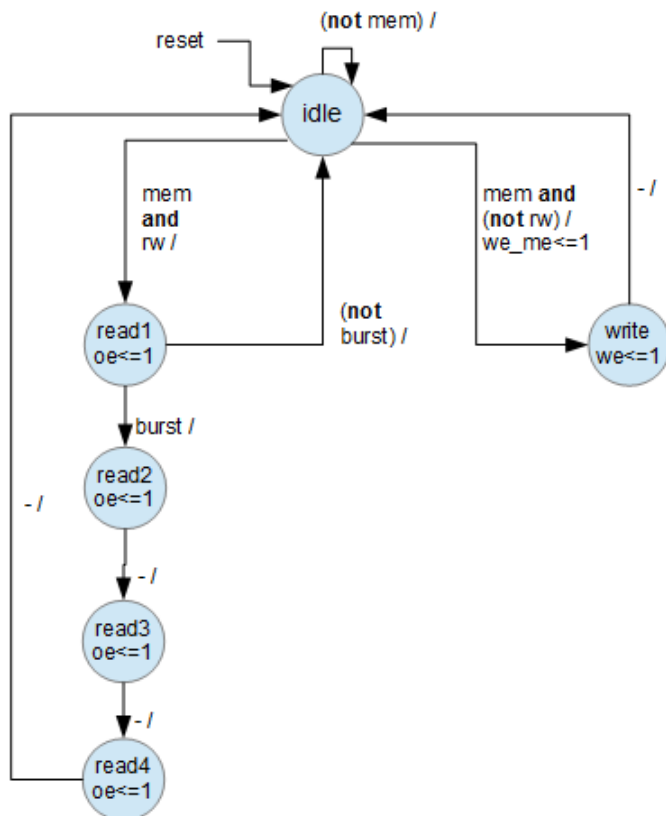 (not mem) /
reset
idle
mem
and
rw /
mem and
(not rw) /
we_me<=1
- /
(not
burst) /
read1
oe<=1
write
we<=1
burst /
read2
oe<=1
- /
- /
read3
oe<=1
- /
read4
oe<=1